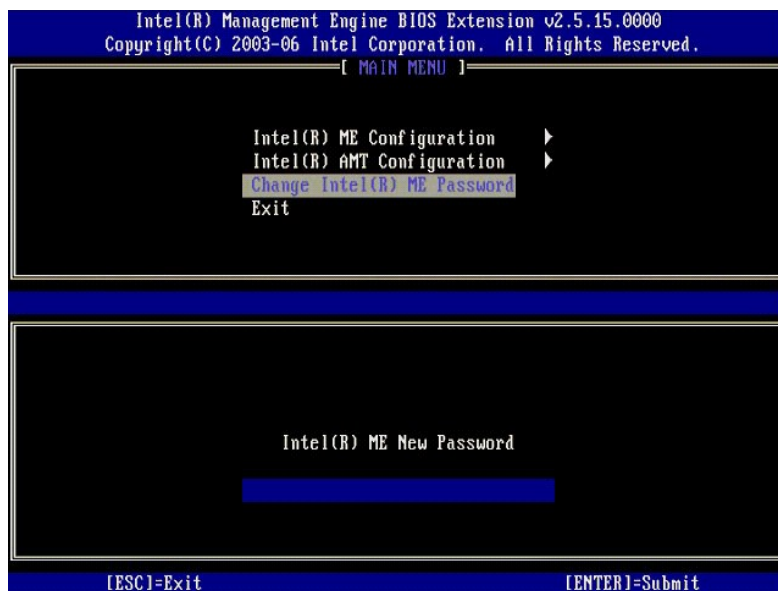 Intel(R) Management Engine BIOS Extension v2.5.15.0000
Copyright(C) 2003-06 Intel Corporation. All Rights Reserved.
[ MAIN MENU ]
Intel(R) ME Configuration
Intel(R) AMT Configuration
Change Intel(R) ME Password
Exit
Intel(R) ME New Password
[ESC]=Exit [ENTER]=Submit